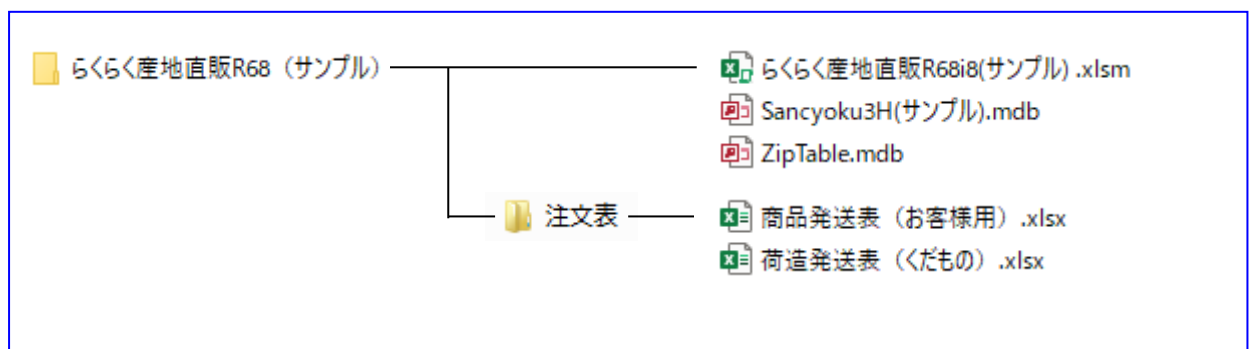 らくらく産地直販R68（サンプル）
らくらく産地直販R68i8(サンプル) .xlsm
Sancyoku3H(サンプル).mdb
ZipTable.mdb
注文表
商品発送表（お客様用）.xlsx
荷造発送表（くだもの）.xlsx